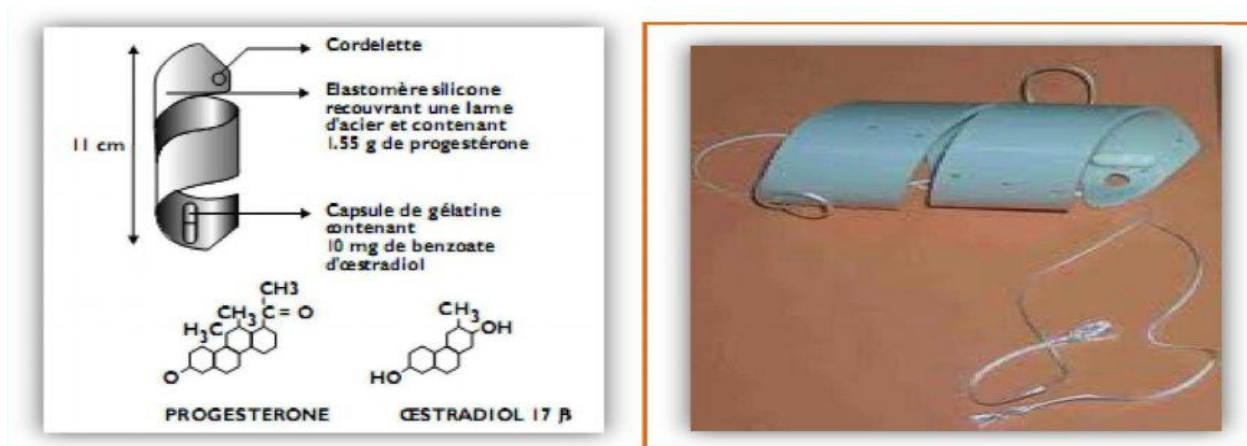 Cordelette
Elastomère silicone
recouvrant une lame
d'acier et contenant
1.55 g de progestérone
11 cm
Capsule de gélatine
contenant
10 mg de benzoate
d'œstradiol
CH3
CH3 C = O
H3C
O
CH3
OH
HO
PROGESTERONE
ŒSTRADIOL 17 β